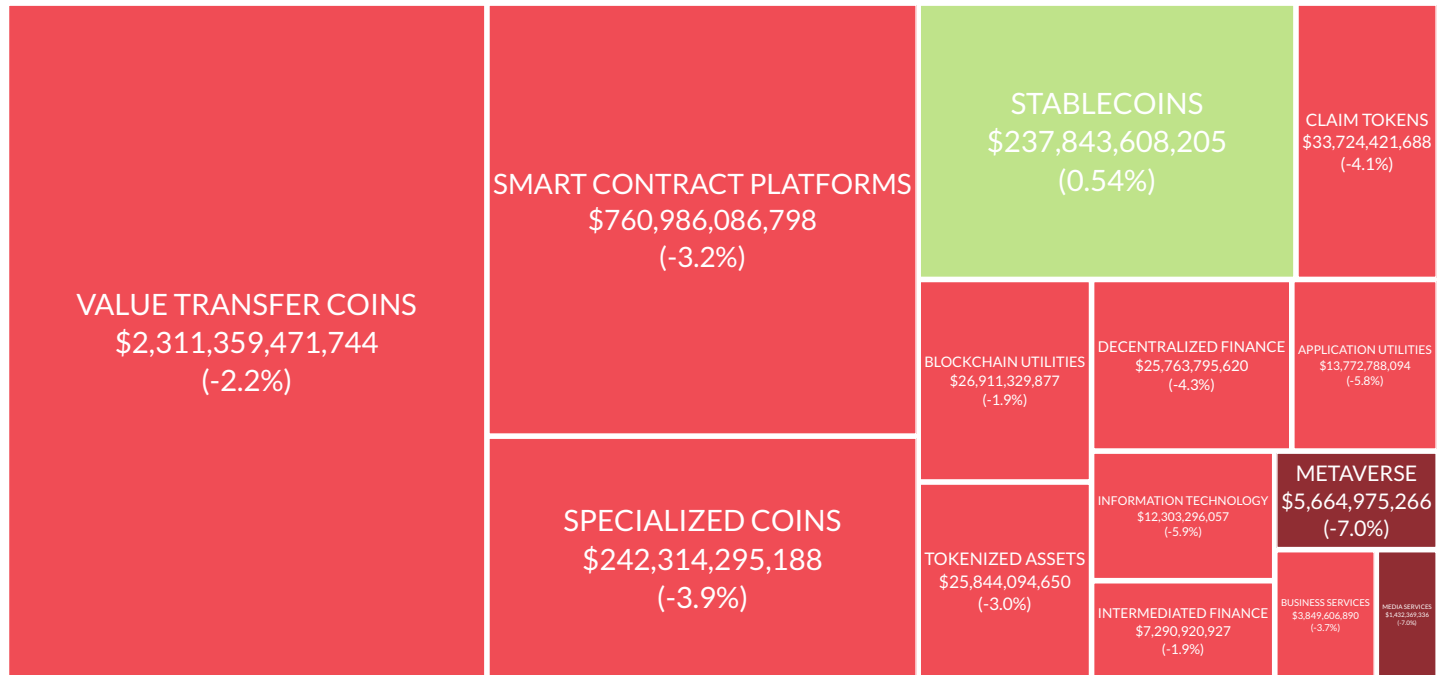 VALUE TRANSFER COINS
$2,311,359,471,744
(-2.2%)
SMART CONTRACT PLATFORMS
$760,986,086,798
(-3.2%)
SPECIALIZED COINS
$242,314,295,188
(-3.9%)
STABLECOINS
$237,843,608,205
(0.54%)
CLAIM TOKENS
$33,724,421,688
(-4.1%)
BLOCKCHAIN UTILITIES
$26,911,329,877
(-1.9%)
DECENTRALIZED FINANCE
$25,763,795,620
(-4.3%)
APPLICATION UTILITIES
$13,772,788,094
(-5.8%)
TOKENIZED ASSETS
$25,844,094,650
(-3.0%)
INFORMATION TECHNOLOGY
$12,303,296,057
(-5.9%)
METAVERSE
$5,664,975,266
(-7.0%)
INTERMEDIATED FINANCE
$7,290,920,927
(-1.9%)
BUSINESS SERVICES
$3,849,606,890
(-3.7%)
MEDIA SERVICES
$1,432,369,336
(-7.0%)